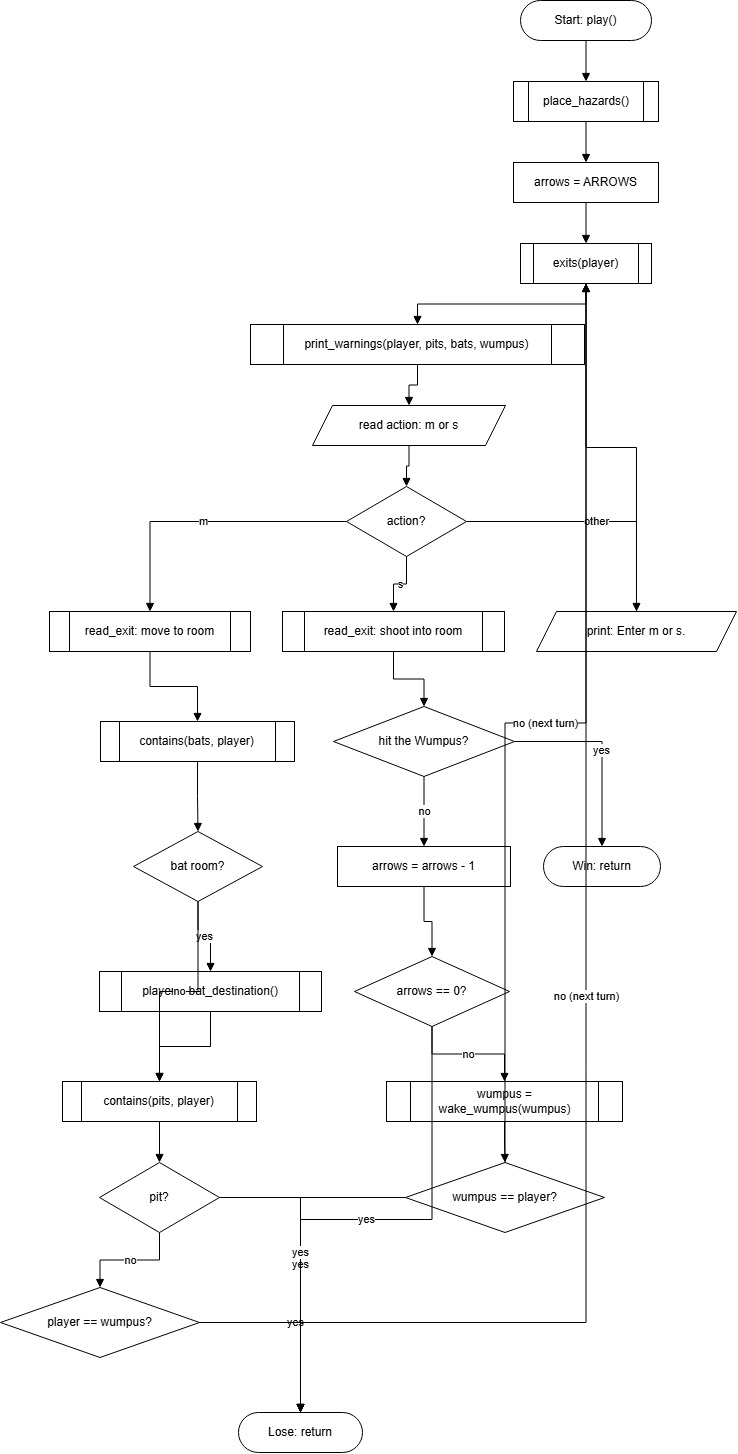 Start: play()
place_hazards()
arrows = ARROWS
exits(player)
print_warnings(player, pits, bats, wumpus)
read action: m or s
action?
m
other
s
read_exit: move to room
read_exit: shoot into room
print: Enter m or s.
no (next turn)
contains(bats, player)
hit the Wumpus?
yes
no
bat room?
arrows = arrows - 1
Win: return
yes
no
bat_destination()
arrows == 0?
no (next turn)
no
contains(pits, player)
wumpus =
wake_wumpus(wumpus)
pit?
wumpus == player?
yes
yes
yes
no
player == wumpus?
yes
Lose: return